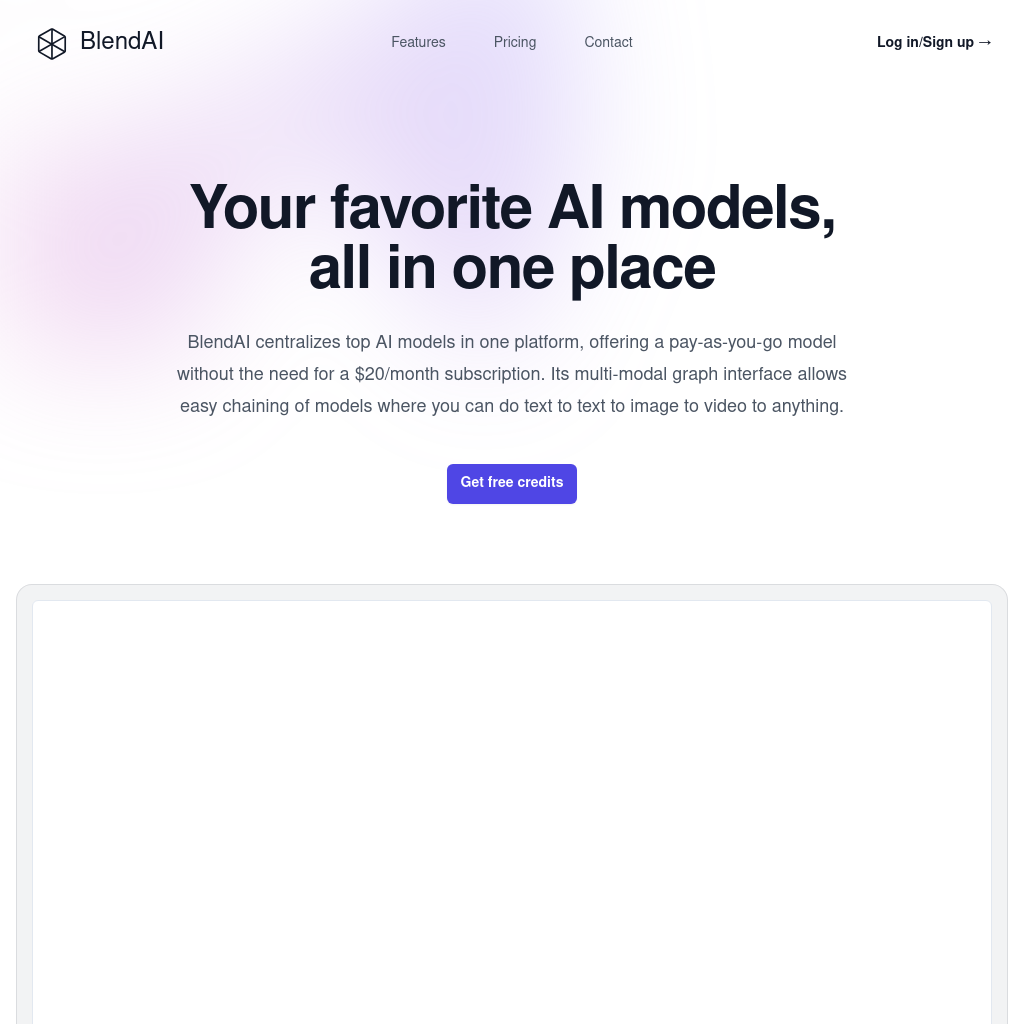 BlendAI
Features
Pricing
Contact
Log in/Sign up →
Your favorite AI models,
all in one place
BlendAI centralizes top AI models in one platform, offering a pay-as-you-go model
without the need for a $20/month subscription. Its multi-modal graph interface allows
easy chaining of models where you can do text to text to image to video to anything.
Get free credits